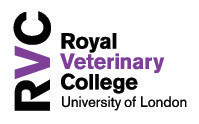 RVC
Royal
Veterinary
College
University of London